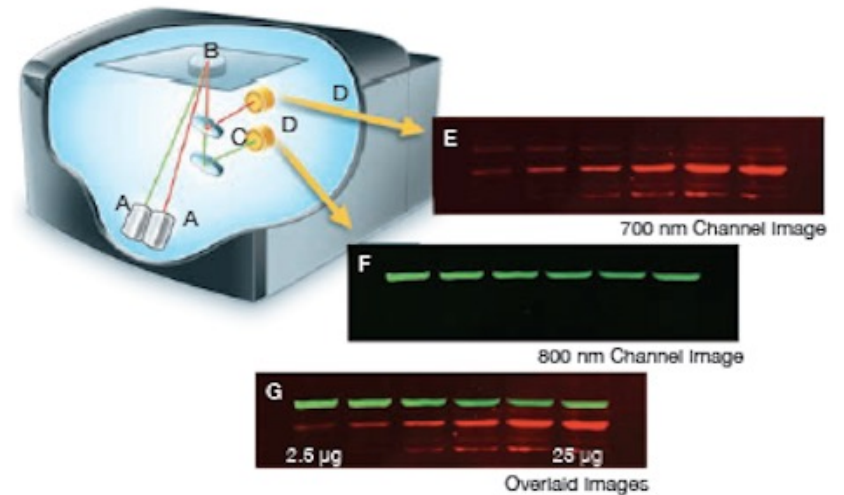 B
D
C
D
A
A
E
700 nm Channel Image
F
800 nm Channel Image
G
2.5 µg
25 µg
Overlaid Images